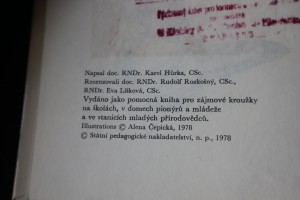 Napsal doc. RNDr. Karel Hůrka, CSc.
Recenzovali doc. RNDr. Rudolf Rozkošný, CSc.,
RNDr. Eva Lišková, CSc.
Vydáno jako pomocná kniha pro zájmové kroužky
na školách, v domech pionýrů a mládeže
a ve stanicích mladých přírodovědců.
Illustrations © Alena Čepická, 1978
© Státní pedagogické nakladatelství, n. p., 1978